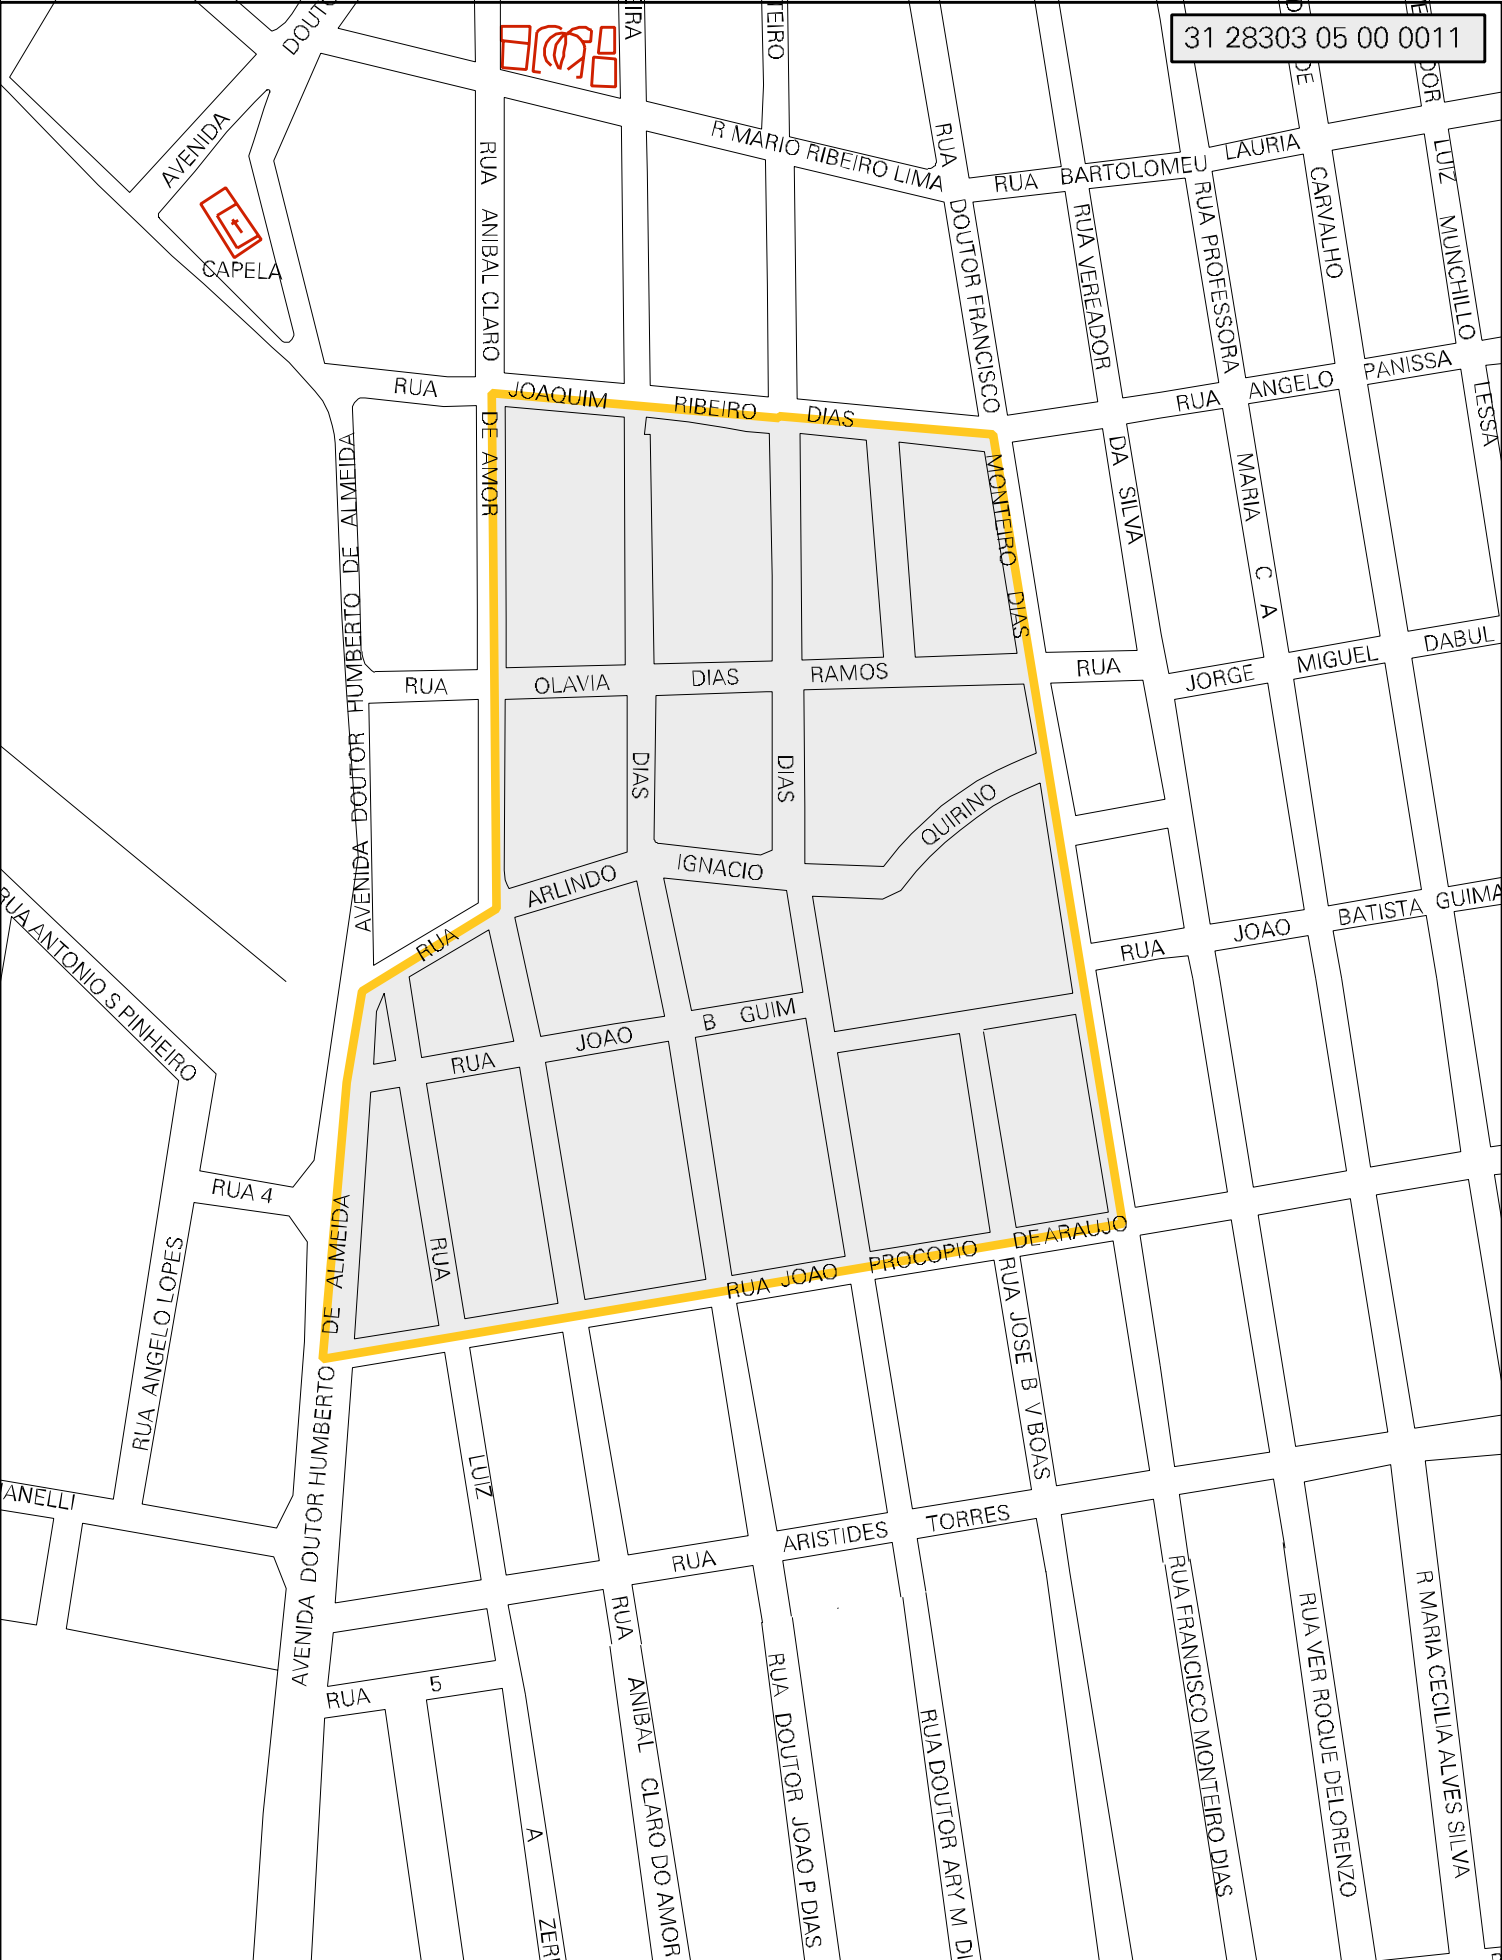 31 28303 05 00 0011
AVENIDA
CAPELA
R MARIO RIBEIRO LIMA
RUA ANIBAL CLARO DE AMOR
RUA DOUTOR FRANCISCO MONTEIRO DIAS
RUA BARTOLOMEU LAURIA
RUA VEREADOR DA SILVA
RUA PROFESSORA MARIA C A
CARVALHO
LUIZ MUNCHILLO LESSA
RUA JOAQUIM RIBEIRO DIAS
RUA ANGELO PANISSA
AVENIDA DOUTOR HUMBERTO DE ALMEIDA
RUA OLAVIA DIAS RAMOS
RUA JORGE MIGUEL DABUL
DIAS
DIAS
RUA ARLINDO IGNACIO QUIRINO
RUA ANTONIO S PINHEIRO
RUA JOAO BATISTA GUIMA
RUA JOAO B GUIM
RUA 4
RUA ANGELO LOPES
RUA LUIZ A
RUA JOAO PROCOPIO DE ARAUJO
RUA JOSE B V BOAS
AVENIDA DOUTOR HUMBERTO DE ALMEIDA
ANELLI
RUA ARISTIDES TORRES
RUA 5
RUA ANIBAL CLARO DO AMOR
RUA DOUTOR JOAO P DIAS
RUA DOUTOR ARY M DI
RUA FRANCISCO MONTEIRO DIAS
RUA VER ROQUE DELORENZO
R MARIA CECILIA ALVES SILVA